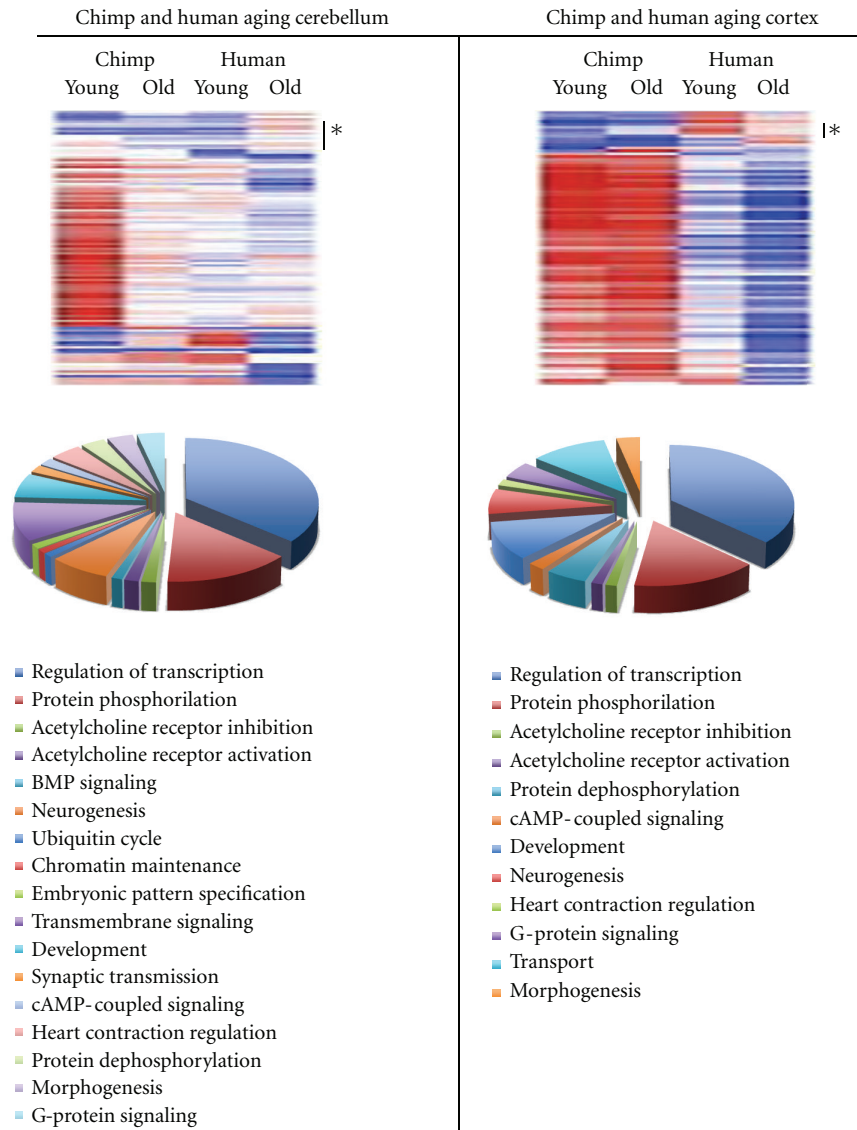 Chimp and human aging cerebellum
Chimp Human
Young Old Young Old
*
Regulation of transcription
Protein phosphorilation
Acetylcholine receptor inhibition
Acetylcholine receptor activation
BMP signaling
Neurogenesis
Ubiquitin cycle
Chromatin maintenance
Embryonic pattern specification
Transmembrane signaling
Development
Synaptic transmission
cAMP-coupled signaling
Heart contraction regulation
Protein dephosphorylation
Morphogenesis
G-protein signaling
Chimp and human aging cortex
Chimp Human
Young Old Young Old
*
Regulation of transcription
Protein phosphorilation
Acetylcholine receptor inhibition
Acetylcholine receptor activation
Protein dephosphorylation
cAMP-coupled signaling
Development
Neurogenesis
Heart contraction regulation
G-protein signaling
Transport
Morphogenesis